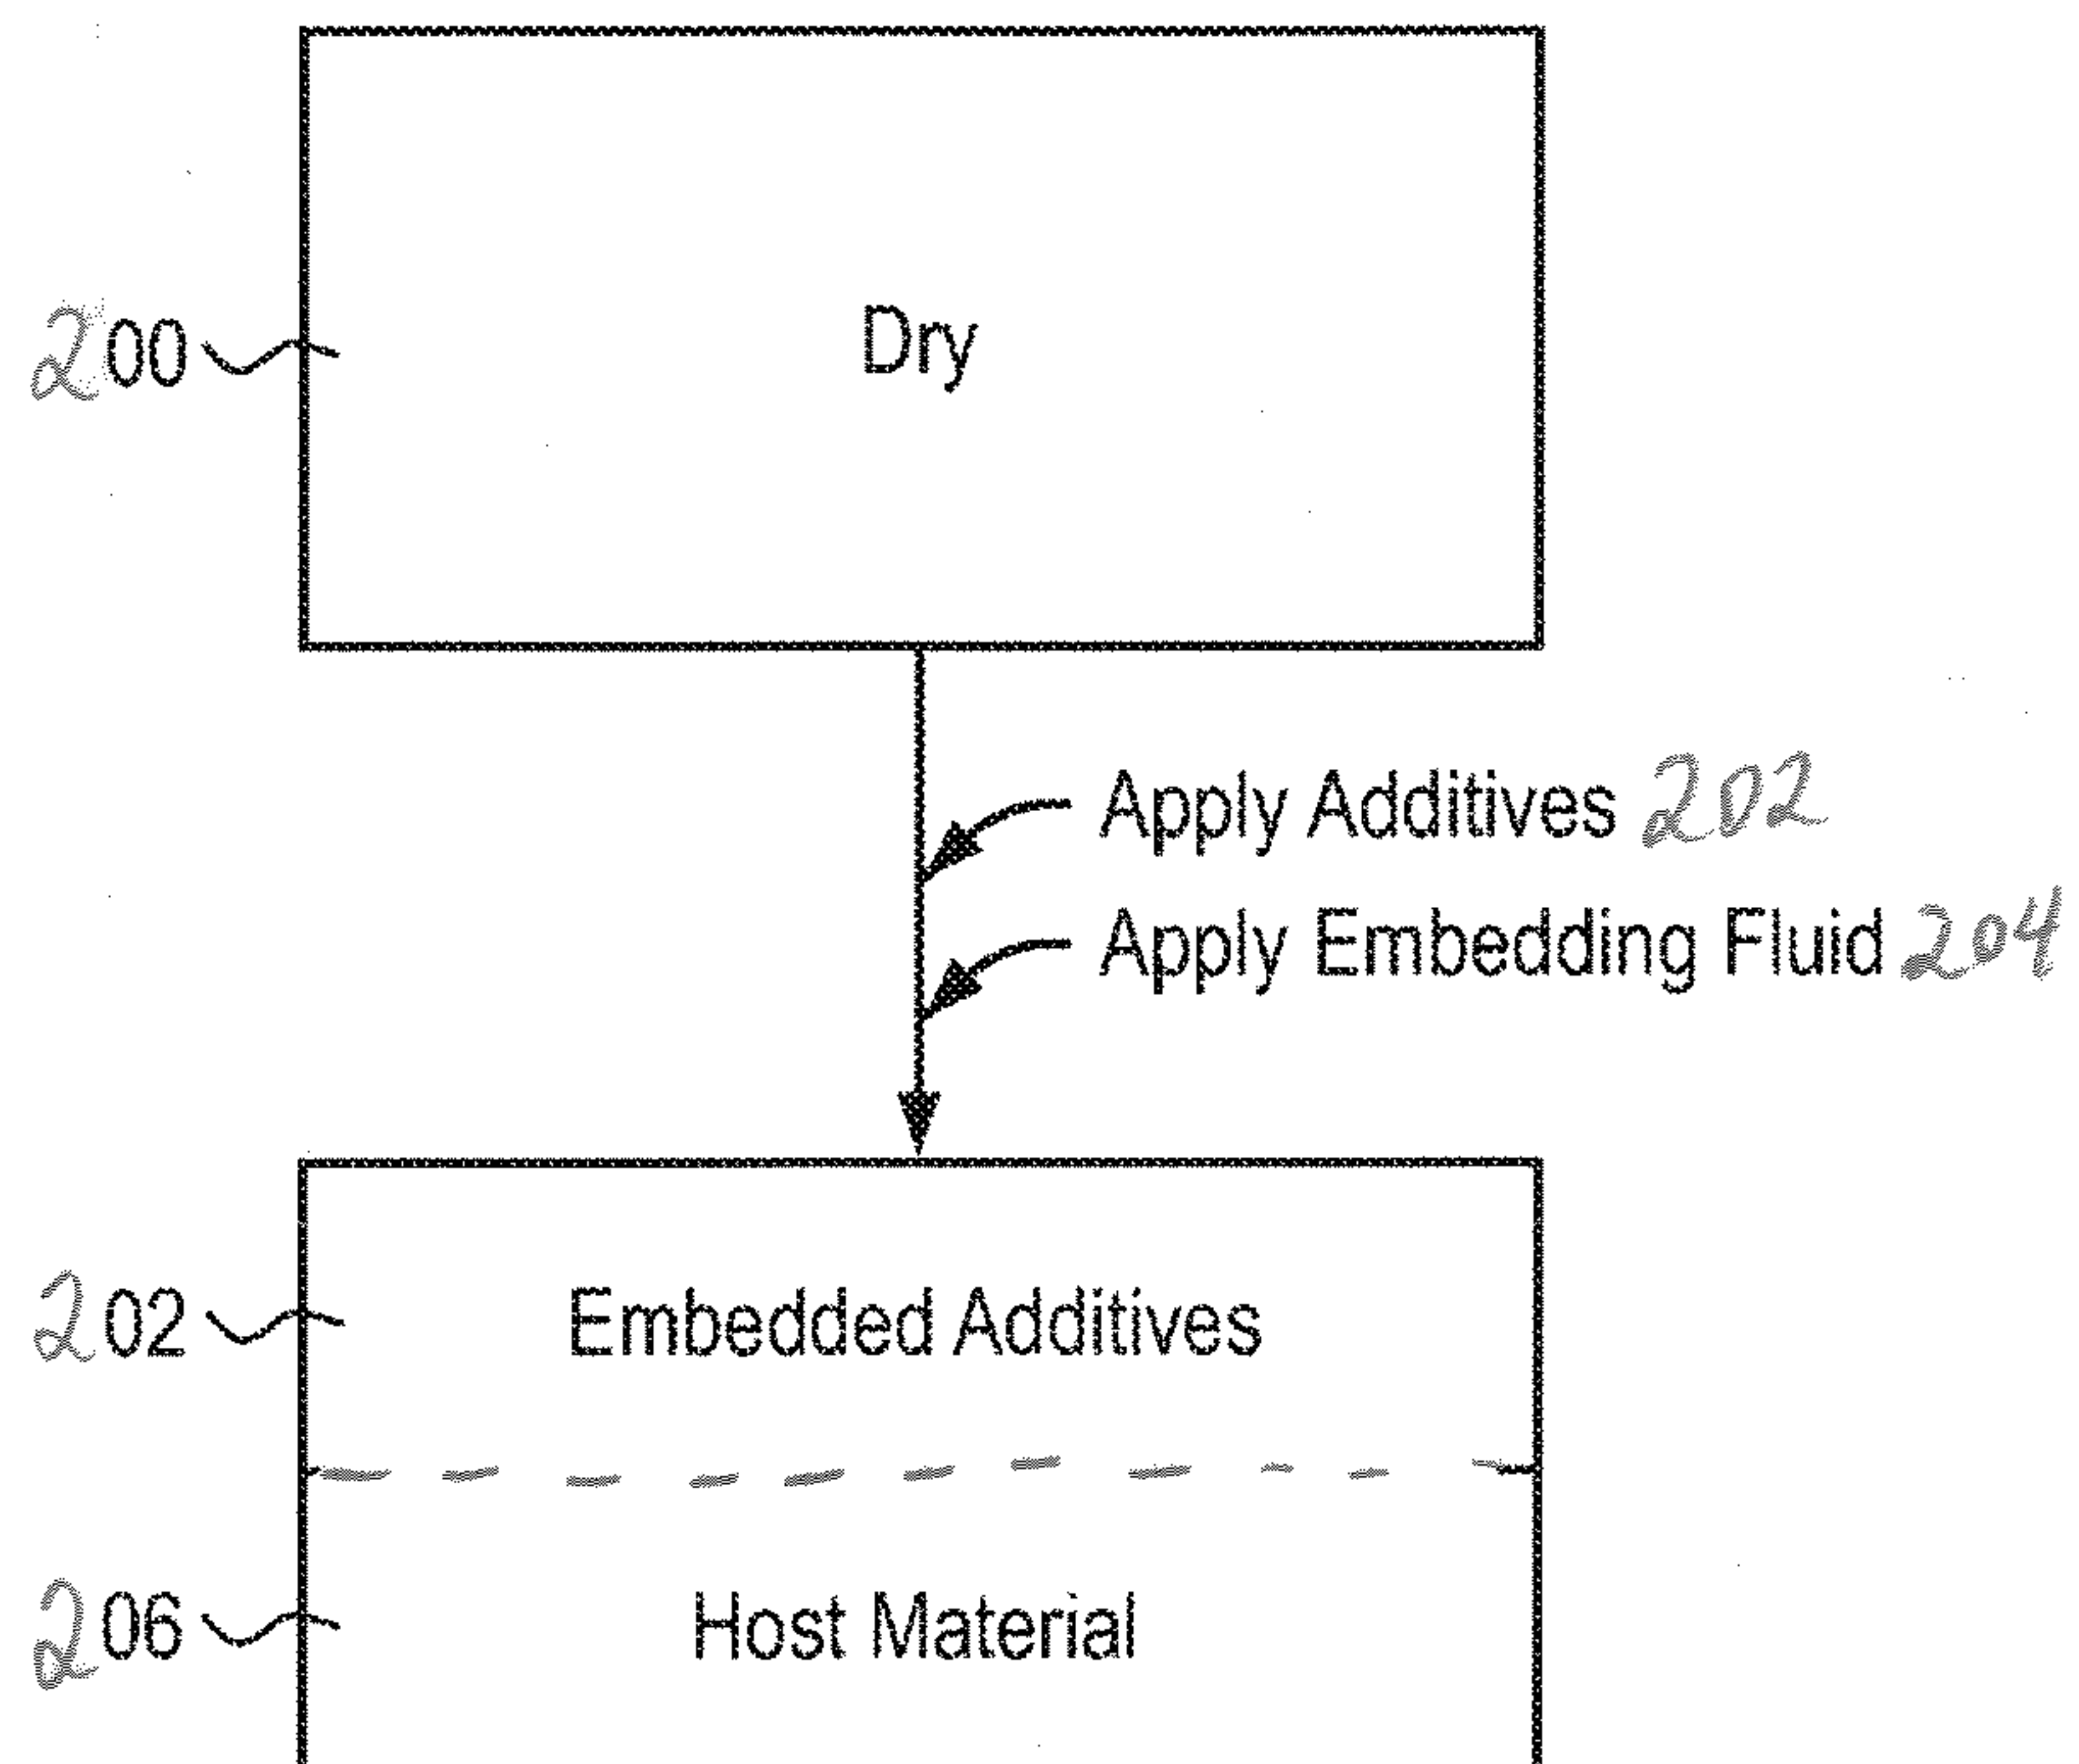 200 Dry
Apply Additives 202
Apply Embedding Fluid 204
202 Embedded Additives
206 Host Material